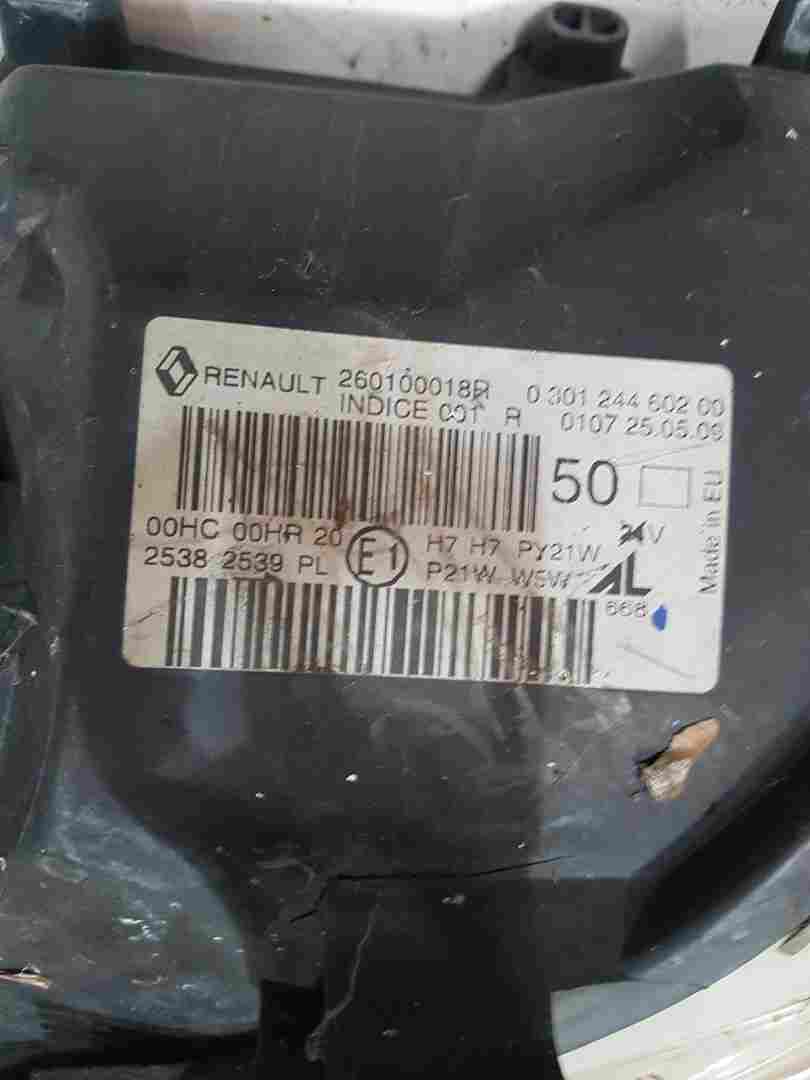 RENAULT 260100018R 0 301 244 602 00
INDICE 001 R 0107 25.05.09
50
00HC 00HR 20 E1 H7 H7 PY21W 24V
2538 2539 PL P21W W5W AL
668
Made in EU